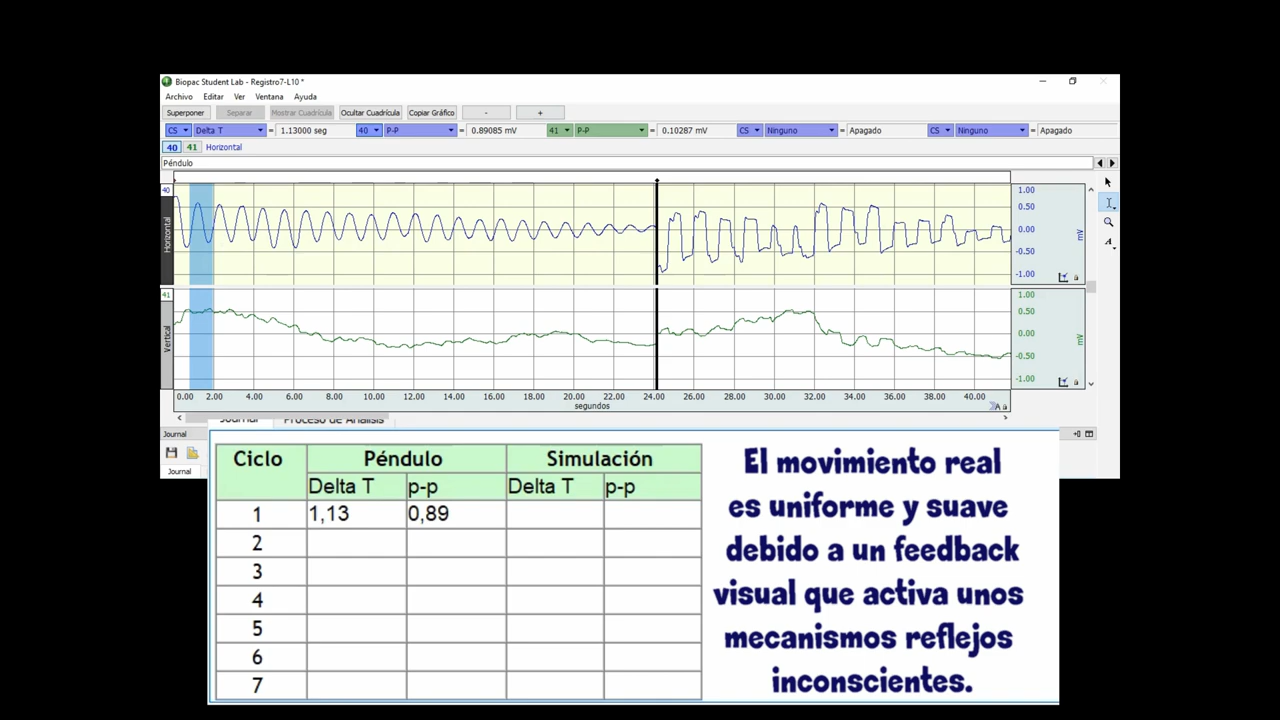 Biopac Student Lab - Registro7-L10 *
Archivo Editar Ver Ventana Ayuda
Superponer Separar Mostrar Cuadrícula Ocultar Cuadrícula Copiar Gráfico - +
CS Delta T = 1.13000 seg 40 P-P = 0.89085 mV 41 P-P = 0.10287 mV CS Ninguno = Apagado CS Ninguno = Apagado
40 41 Horizontal
Péndulo
40 Horizontal
1.00
0.50
0.00
-0.50
-1.00
mV
41 Vertical
1.00
0.50
0.00
-0.50
-1.00
mV
0.00 2.00 4.00 6.00 8.00 10.00 12.00 14.00 16.00 18.00 20.00 22.00 24.00 26.00 28.00 30.00 32.00 34.00 36.00 38.00 40.00
segundos
Journal Proceso de Análisis
Journal
Journal
Ciclo Péndulo Simulación
Delta T p-p Delta T p-p
1 1,13 0,89
2
3
4
5
6
7
El movimiento real
es uniforme y suave
debido a un feedback
visual que activa unos
mecanismos reflejos
inconscientes.